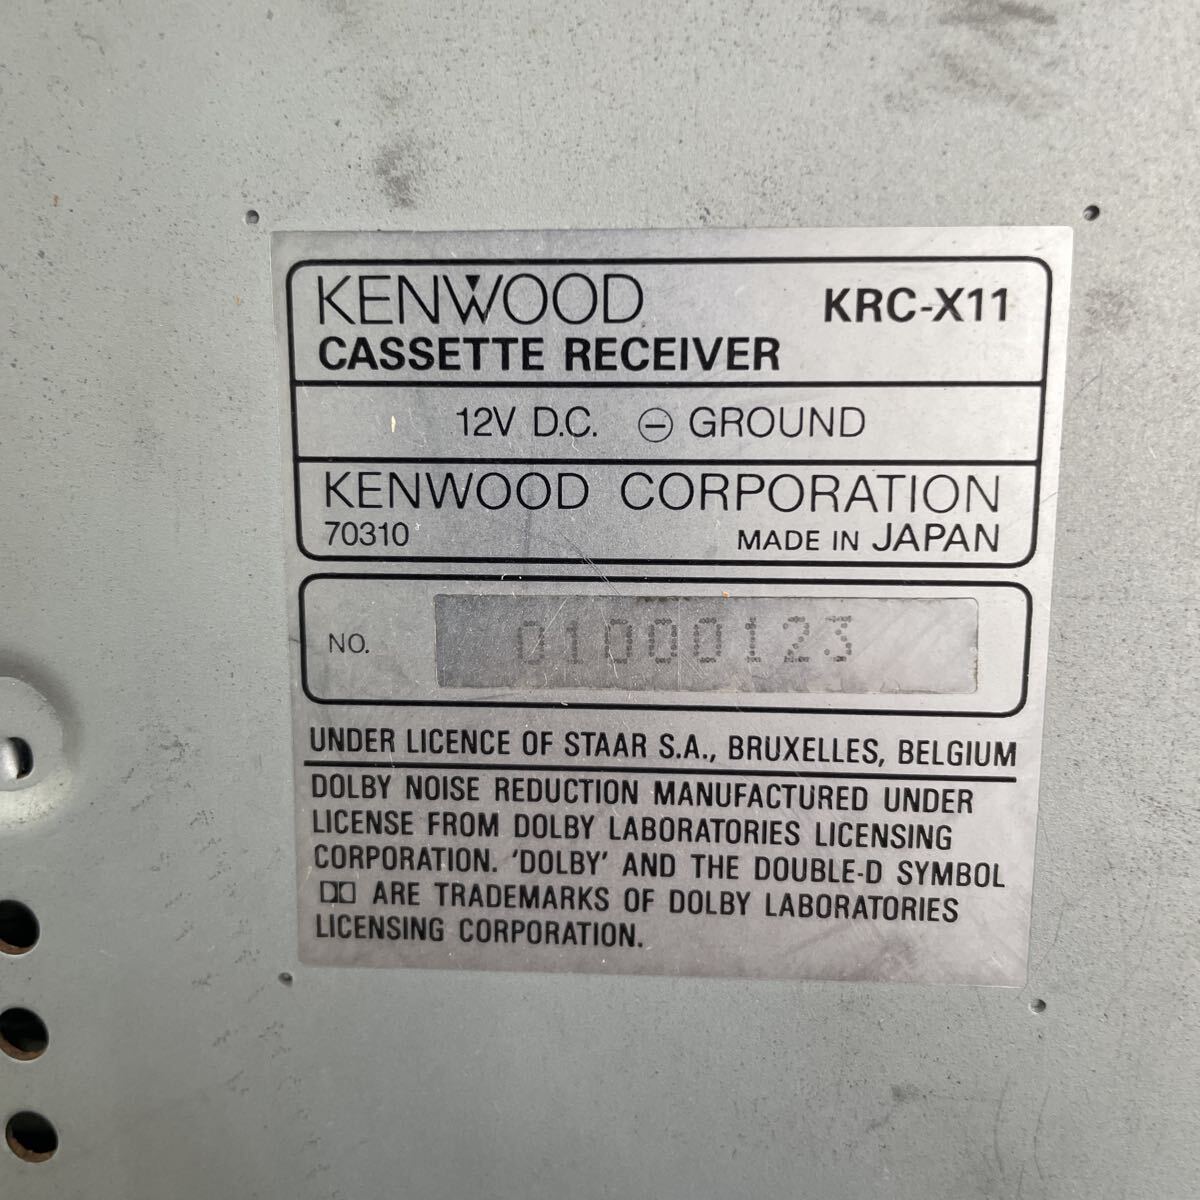 KENWOOD KRC-X11
CASSETTE RECEIVER
12V D.C. ⊖ GROUND
KENWOOD CORPORATION
70310 MADE IN JAPAN
NO. 01000123
UNDER LICENCE OF STAAR S.A., BRUXELLES, BELGIUM
DOLBY NOISE REDUCTION MANUFACTURED UNDER
LICENSE FROM DOLBY LABORATORIES LICENSING
CORPORATION. 'DOLBY' AND THE DOUBLE-D SYMBOL
ARE TRADEMARKS OF DOLBY LABORATORIES
LICENSING CORPORATION.